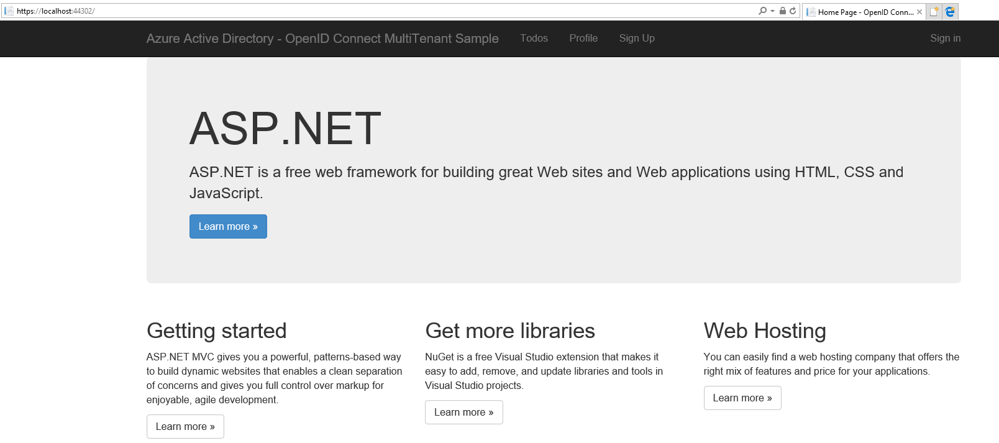 https://localhost:44302/
Home Page - OpenID Conn...
Azure Active Directory - OpenID Connect MultiTenant Sample Todos Profile Sign Up Sign in
ASP.NET
ASP.NET is a free web framework for building great Web sites and Web applications using HTML, CSS and
JavaScript.
Learn more »
Getting started
ASP.NET MVC gives you a powerful, patterns-based way
to build dynamic websites that enables a clean separation
of concerns and gives you full control over markup for
enjoyable, agile development.
Learn more »
Get more libraries
NuGet is a free Visual Studio extension that makes it
easy to add, remove, and update libraries and tools in
Visual Studio projects.
Learn more »
Web Hosting
You can easily find a web hosting company that offers the
right mix of features and price for your applications.
Learn more »